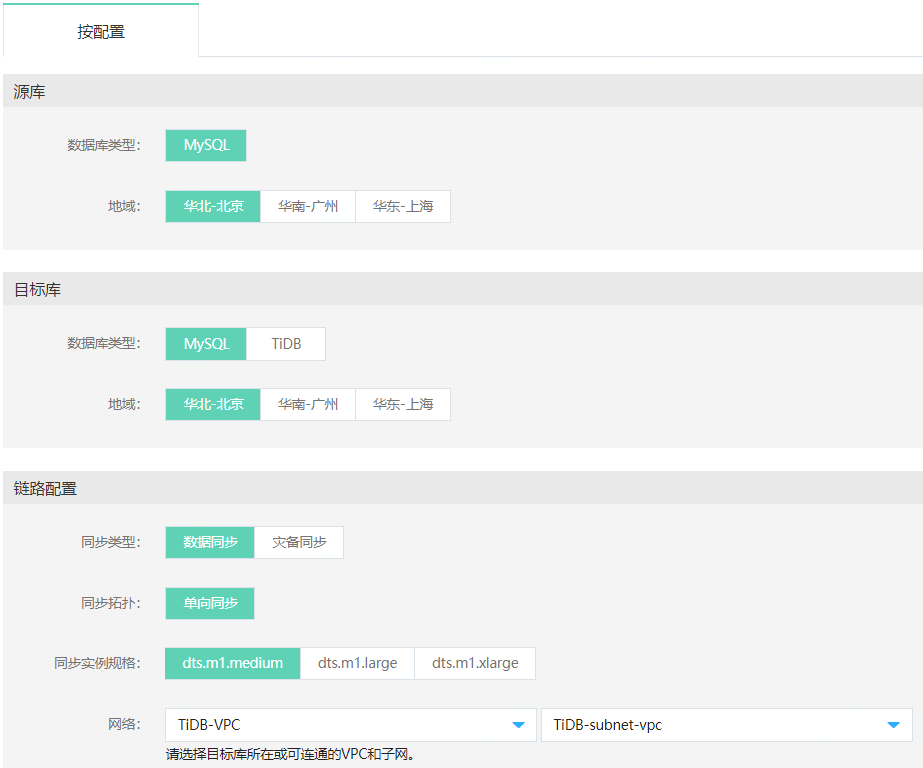 按配置
源库
数据库类型： MySQL
地域： 华北-北京 华南-广州 华东-上海
目标库
数据库类型： MySQL TiDB
地域： 华北-北京 华南-广州 华东-上海
链路配置
同步类型： 数据同步 灾备同步
同步拓扑： 单向同步
同步实例规格： dts.m1.medium dts.m1.large dts.m1.xlarge
网络： TiDB-VPC TiDB-subnet-vpc
请选择目标库所在或可连通的VPC和子网。